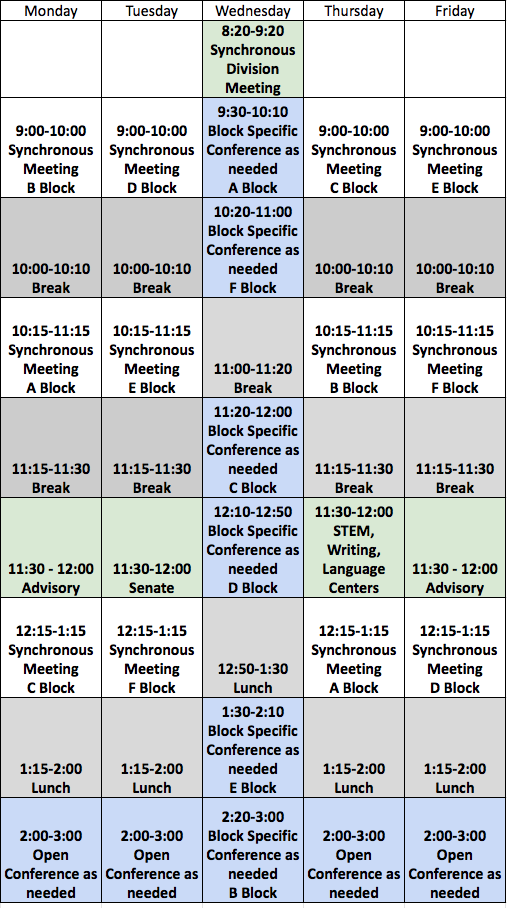 Monday Tuesday Wednesday Thursday Friday
8:20-9:20
Synchronous
Division
Meeting
9:00-10:00
Synchronous
Meeting
B Block
9:00-10:00
Synchronous
Meeting
D Block
9:30-10:10
Block Specific
Conference as
needed
A Block
9:00-10:00
Synchronous
Meeting
C Block
9:00-10:00
Synchronous
Meeting
E Block
10:00-10:10
Break
10:00-10:10
Break
10:20-11:00
Block Specific
Conference as
needed
F Block
10:00-10:10
Break
10:00-10:10
Break
10:15-11:15
Synchronous
Meeting
A Block
10:15-11:15
Synchronous
Meeting
E Block
11:00-11:20
Break
10:15-11:15
Synchronous
Meeting
B Block
10:15-11:15
Synchronous
Meeting
F Block
11:15-11:30
Break
11:15-11:30
Break
11:20-12:00
Block Specific
Conference as
needed
C Block
11:15-11:30
Break
11:15-11:30
Break
11:30 - 12:00
Advisory
11:30-12:00
Senate
12:10-12:50
Block Specific
Conference as
needed
D Block
11:30-12:00
STEM,
Writing,
Language
Centers
11:30 - 12:00
Advisory
12:15-1:15
Synchronous
Meeting
C Block
12:15-1:15
Synchronous
Meeting
F Block
12:50-1:30
Lunch
12:15-1:15
Synchronous
Meeting
A Block
12:15-1:15
Synchronous
Meeting
D Block
1:15-2:00
Lunch
1:15-2:00
Lunch
1:30-2:10
Block Specific
Conference as
needed
E Block
1:15-2:00
Lunch
1:15-2:00
Lunch
2:00-3:00
Open
Conference as
needed
2:00-3:00
Open
Conference as
needed
2:20-3:00
Block Specific
Conference as
needed
B Block
2:00-3:00
Open
Conference as
needed
2:00-3:00
Open
Conference as
needed